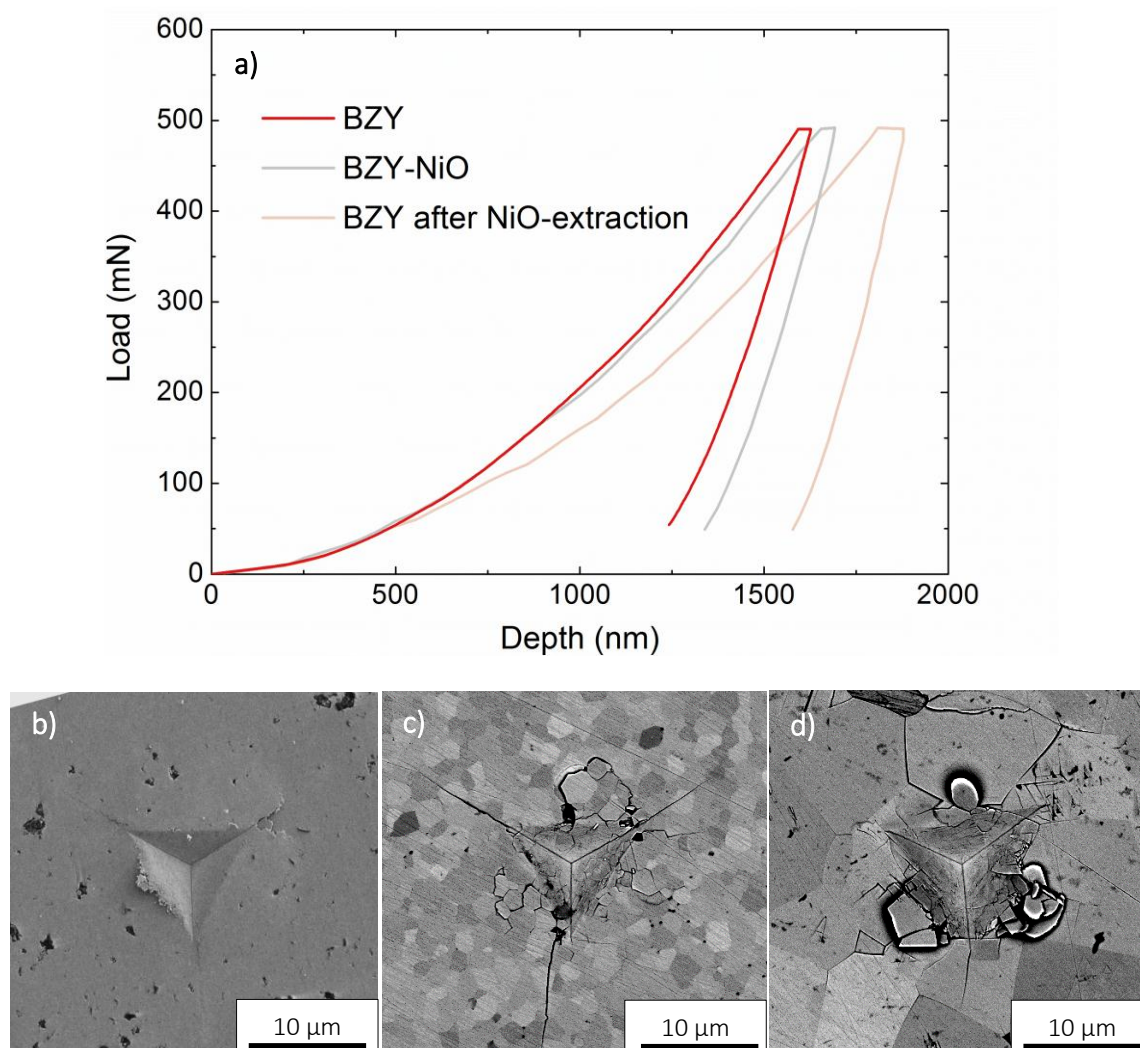 600
a)
BZY
500
BZY-NiO
400
BZY after NiO-extraction
Load (mN)
300
200
100
0
0 500 1000 1500 2000
Depth (nm)
b) c) d)
10 µm 10 µm 10 µm